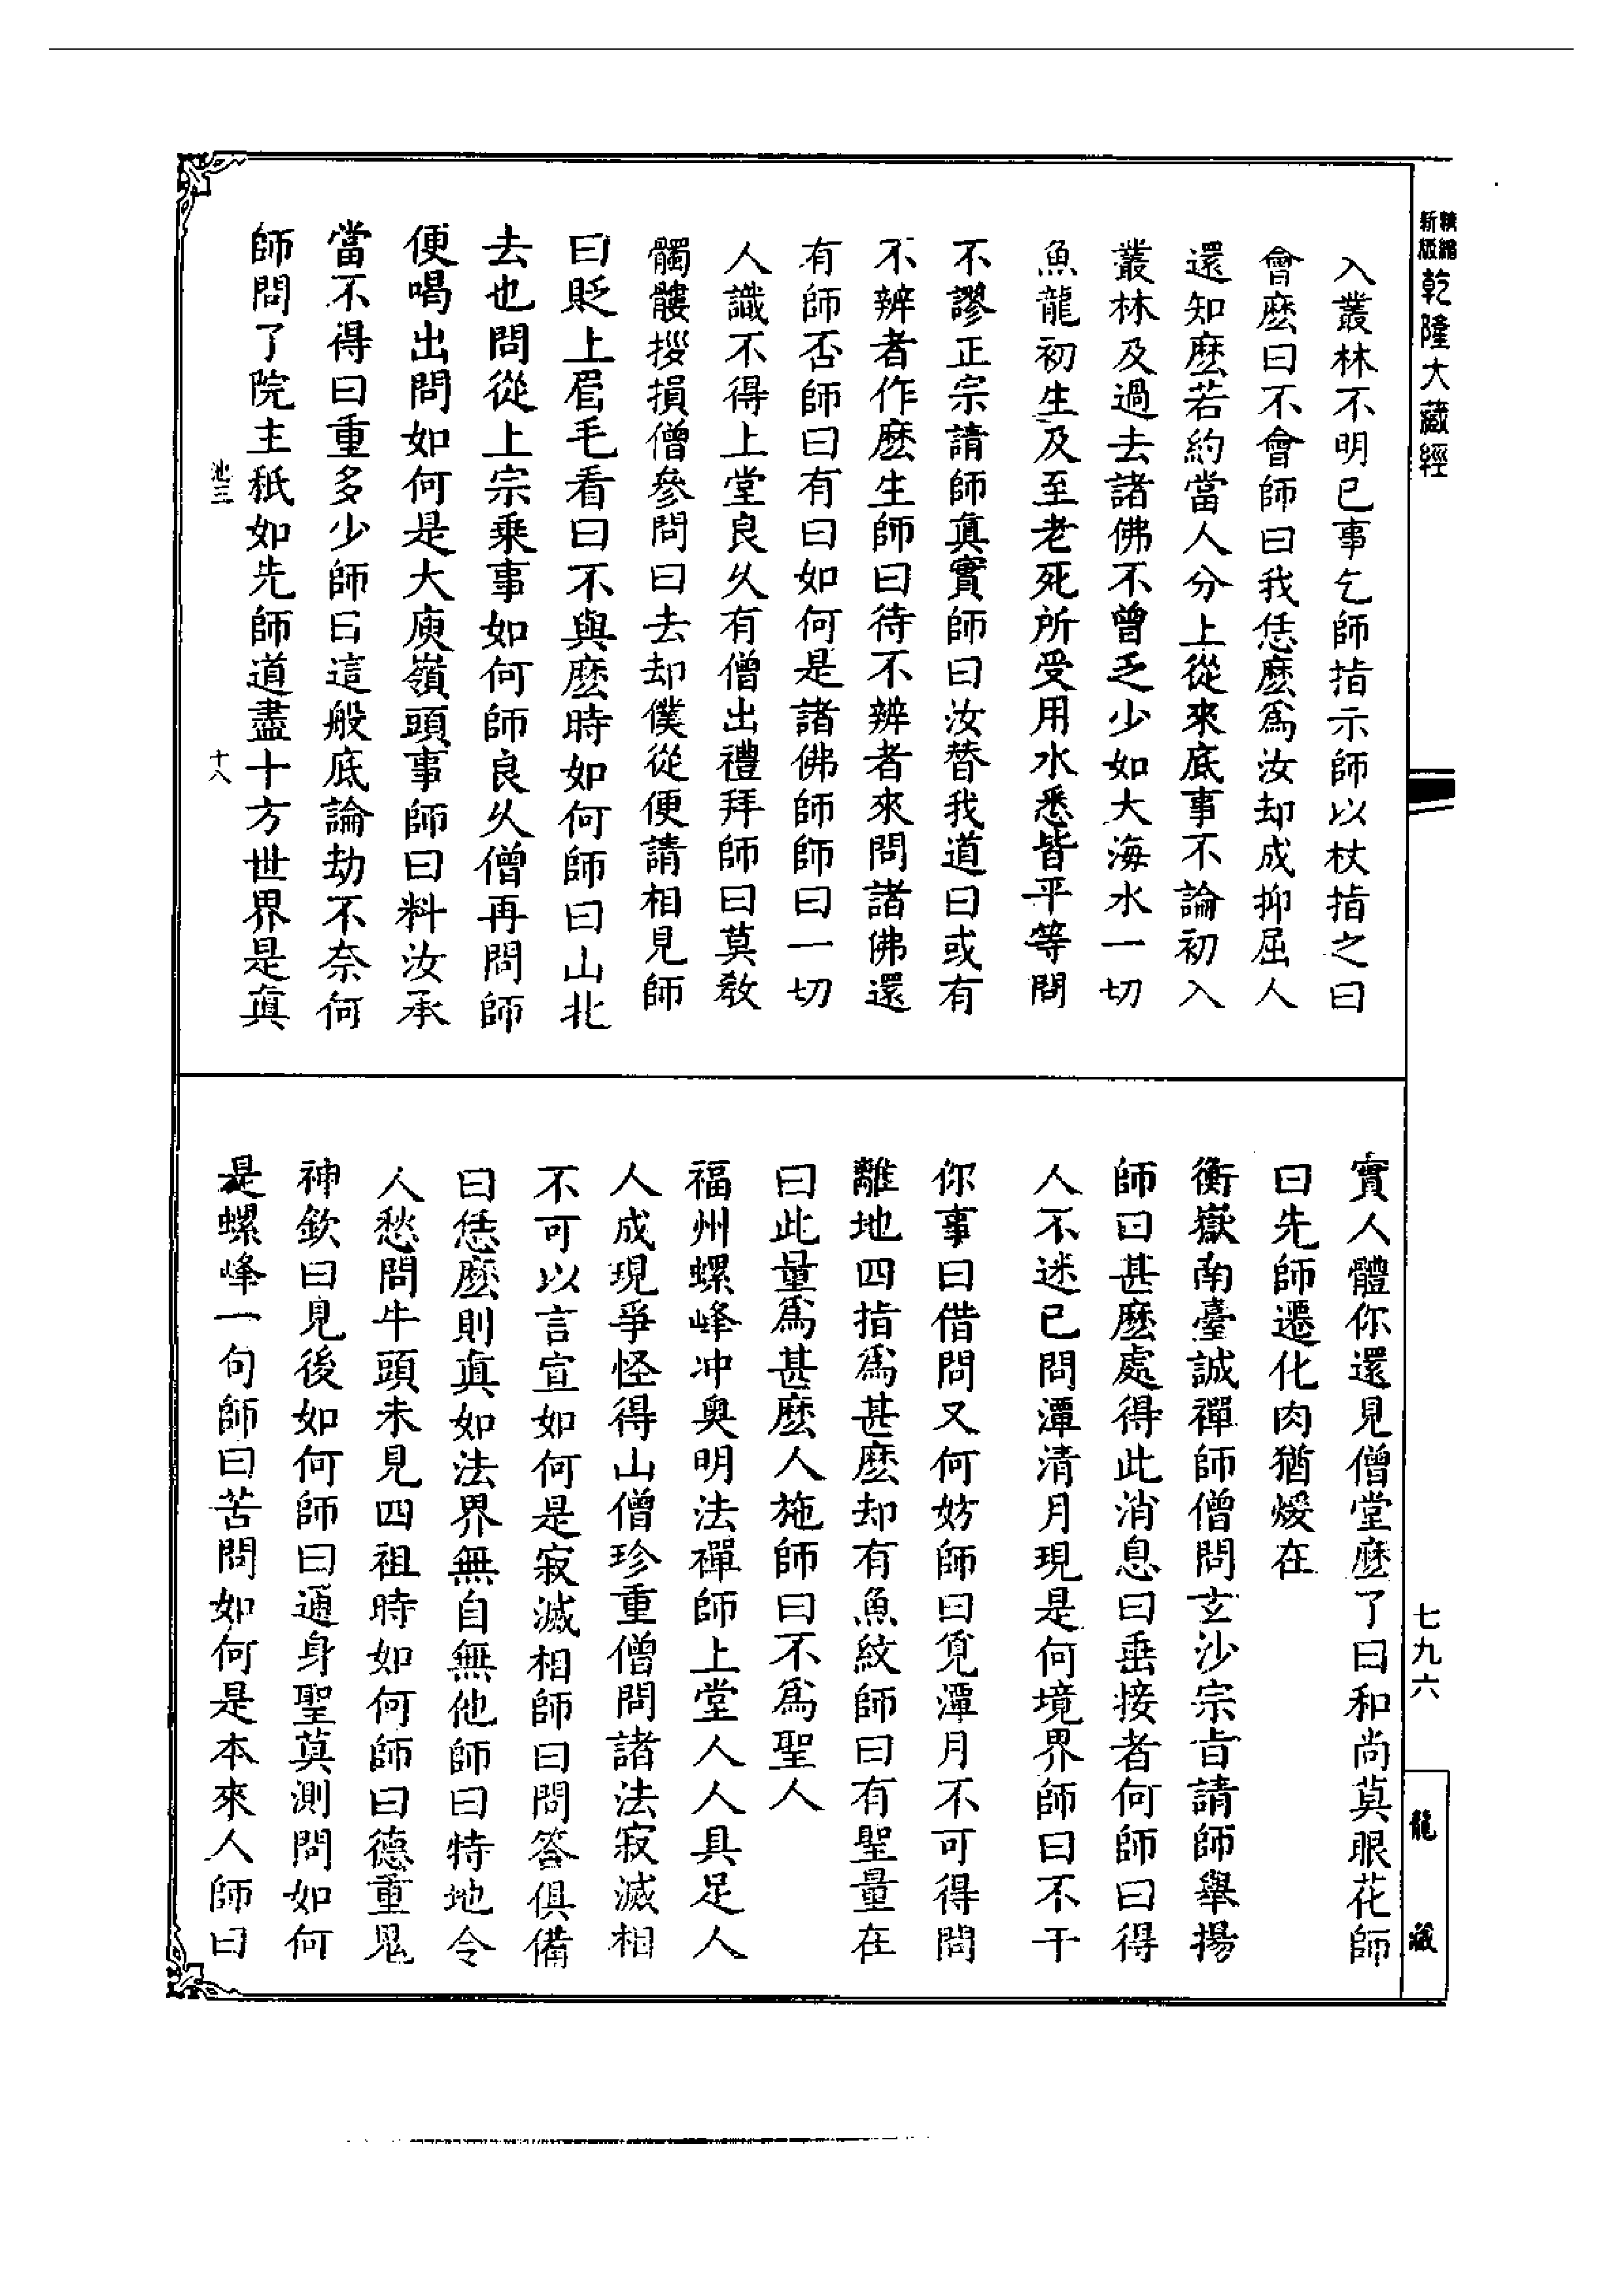 精縮新版乾隆大藏經
入叢林不明已事乞師指示師以杖指之曰
會麽曰不會師曰我恁麽爲汝却成抑屈人
還知麽若約當人分上從來底事不論初入
叢林及過去諸佛不曾乏少如大海水一切
魚龍初生及至老死所受用水悉皆平等問
不謬正宗請師眞實師曰汝替我道曰或有
不辨者作麽生師曰待不辨者來問諸佛還
有師否師曰有曰如何是諸佛師師曰一切
人識不得上堂良久有僧出禮拜師曰莫敎
髑髏拶損僧參問曰去却僕從便請相見師
曰貶上眉毛看曰不與麽時如何師曰山北
去也問從上宗乘事如何師良久僧再問師
便喝出問如何是大庾嶺頭事師曰料汝承
當不得曰重多少師曰這般底論劫不奈何
師問了院主秪如先師道盡十方世界是眞
池三
十八
實人體你還見僧堂麽了曰和尚莫眼花師
曰先師遷化肉猶煖在
衡嶽南臺誠禪師僧問玄沙宗旨請師舉揚
師曰甚麽處得此消息曰垂接者何師曰得
人不迷已問潭清月現是何境界師曰不干
你事曰借問又何妨師曰覓潭月不可得問
離地四指爲甚麽却有魚紋師曰有聖量在
曰此量爲甚麽人施師曰不爲聖人
福州螺峰冲奥明法禪師上堂人人具足人
人成現爭怪得山僧珍重僧問諸法寂滅相
不可以言宣如何是寂滅相師曰問答俱備
曰恁麽則眞如法界無自無他師曰特地令
人愁問牛頭未見四祖時如何師曰德重鬼
神欽曰見後如何師曰通身聖莫測問如何
是螺峰一句師曰苦問如何是本來人師曰
七九六
龍藏